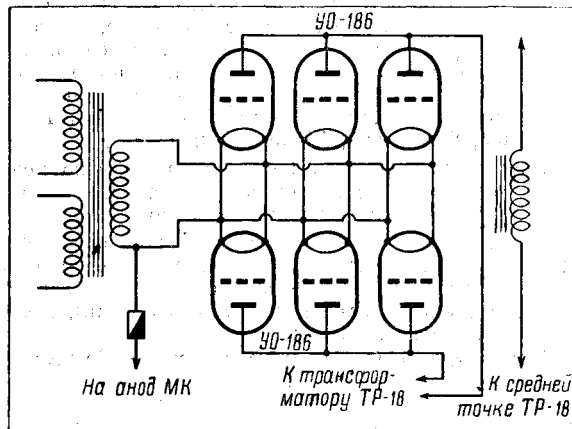 УО-186
УО-186
На анод МК
К трансфор-
матору ТР-18
К средней
точке ТР-18